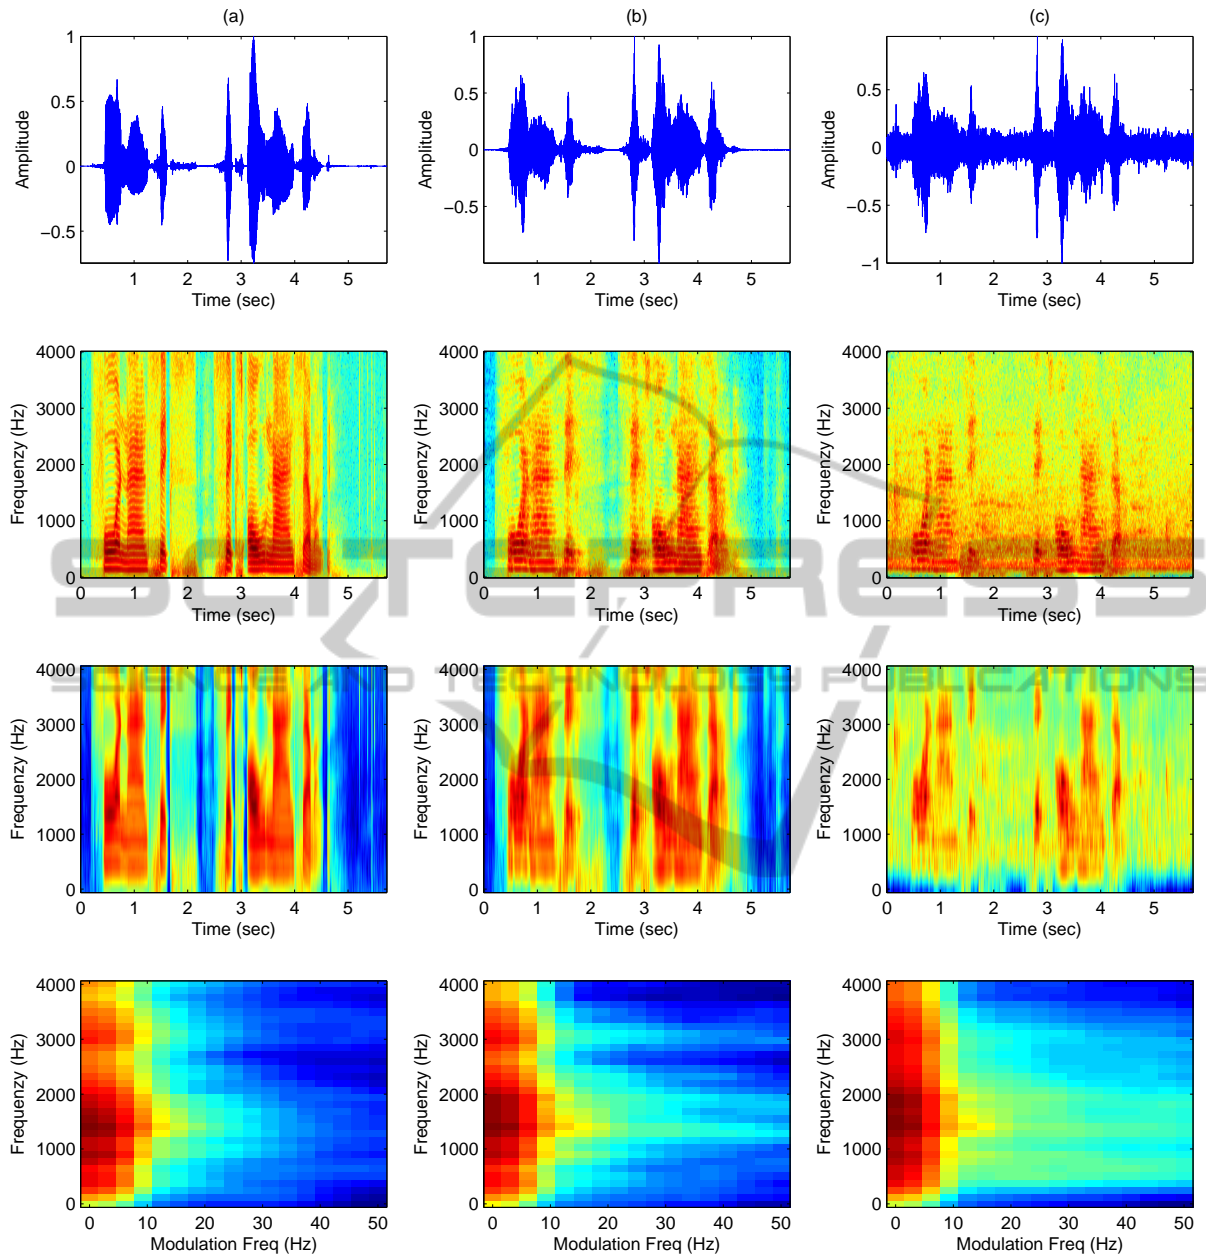 (a) (b) (c)
1
0.5
0
−0.5
Amplitude
1 2 3 4 5
Time (sec)
1
0.5
0
−0.5
Amplitude
1 2 3 4 5
Time (sec)
0.5
0
−0.5
−1
Amplitude
1 2 3 4 5
Time (sec)
4000
3000
2000
1000
0
Frequenzy (Hz)
0 1 2 3 4 5
Time (sec)
4000
3000
2000
1000
0
Frequenzy (Hz)
0 1 2 3 4 5
Time (sec)
4000
3000
2000
1000
0
Frequenzy (Hz)
0 1 2 3 4 5
Time (sec)
SCITEPRESS
SCIENCE AND TECHNOLOGY PUBLICATIONS
4000
3000
2000
1000
0
Frequenzy (Hz)
0 1 2 3 4 5
Time (sec)
4000
3000
2000
1000
0
Frequenzy (Hz)
0 1 2 3 4 5
Time (sec)
4000
3000
2000
1000
0
Frequenzy (Hz)
0 1 2 3 4 5
Time (sec)
4000
3000
2000
1000
0
Frequenzy (Hz)
0 10 20 30 40 50
Modulation Freq (Hz)
4000
3000
2000
1000
0
Frequenzy (Hz)
0 10 20 30 40 50
Modulation Freq (Hz)
4000
3000
2000
1000
0
Frequenzy (Hz)
0 10 20 30 40 50
Modulation Freq (Hz)